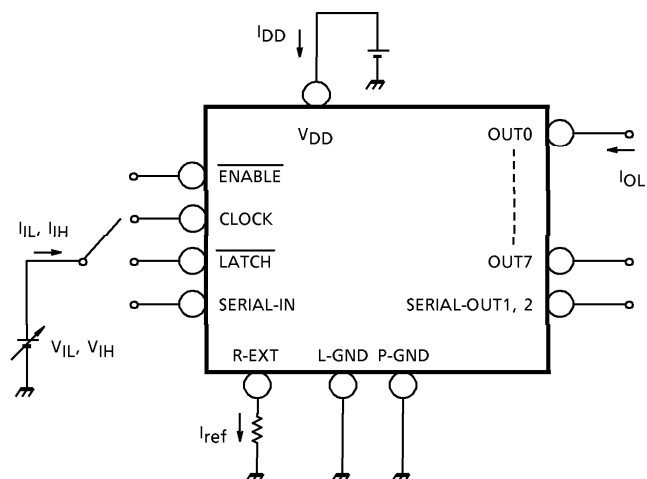 IDD
VDD
OUT0
ENABLE
IOL
CLOCK
IIL, IIH
LATCH
OUT7
SERIAL-IN
SERIAL-OUT1, 2
VIL, VIH
R-EXT
L-GND
P-GND
Iref